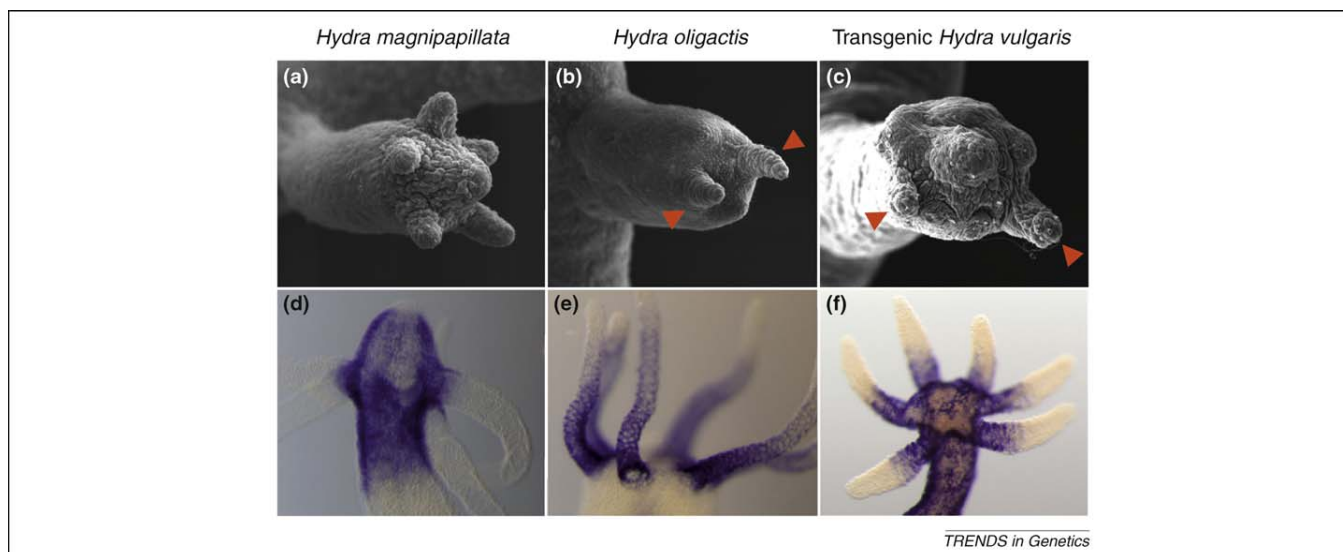 Hydra magnipapillata
Hydra oligactis
Transgenic Hydra vulgaris
(a)
(b)
(c)
(d)
(e)
(f)
TRENDS in Genetics